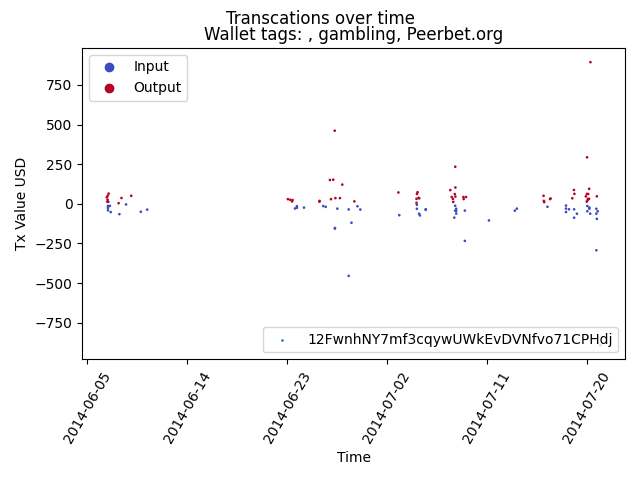 Transcations over time
Wallet tags: , gambling, Peerbet.org
Input
Output
750
500
250
0
−250
−500
−750
Tx Value USD
12FwnhNY7mf3cqywUWkEvDVNfvo71CPHdj
2014-06-05
2014-06-14
2014-06-23
2014-07-02
2014-07-11
2014-07-20
Time